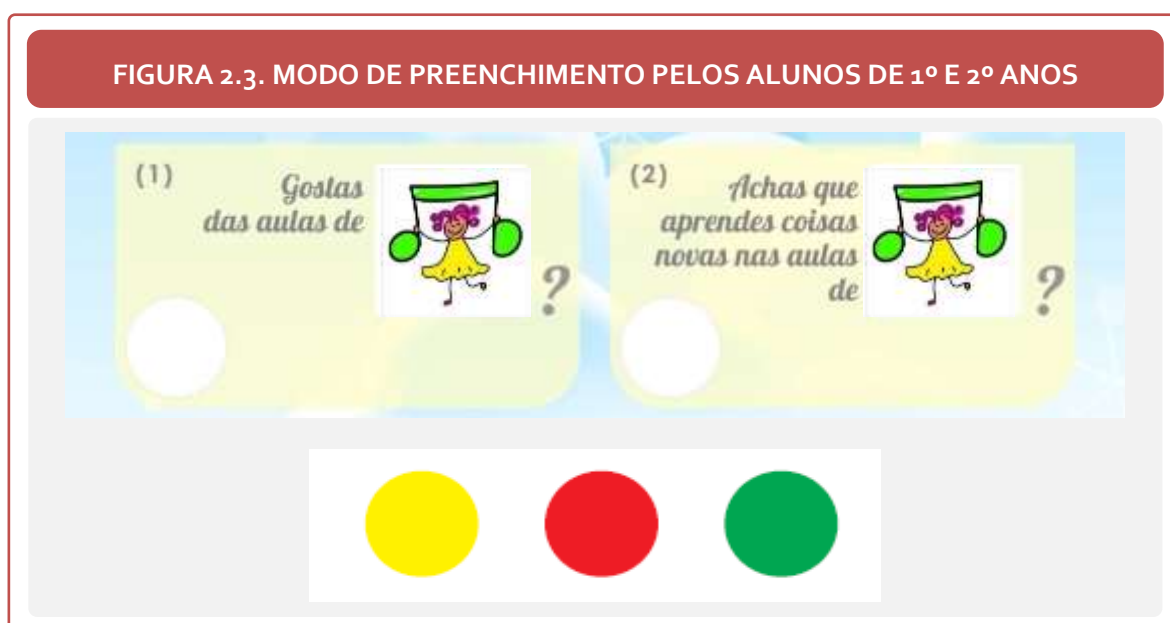 FIGURA 2.3. MODO DE PREENCHIMENTO PELOS ALUNOS DE 1º E 2º ANOS
(1)
Gostas
das aulas de
?
(2)
Achas que
aprendes coisas
novas nas aulas
de
?